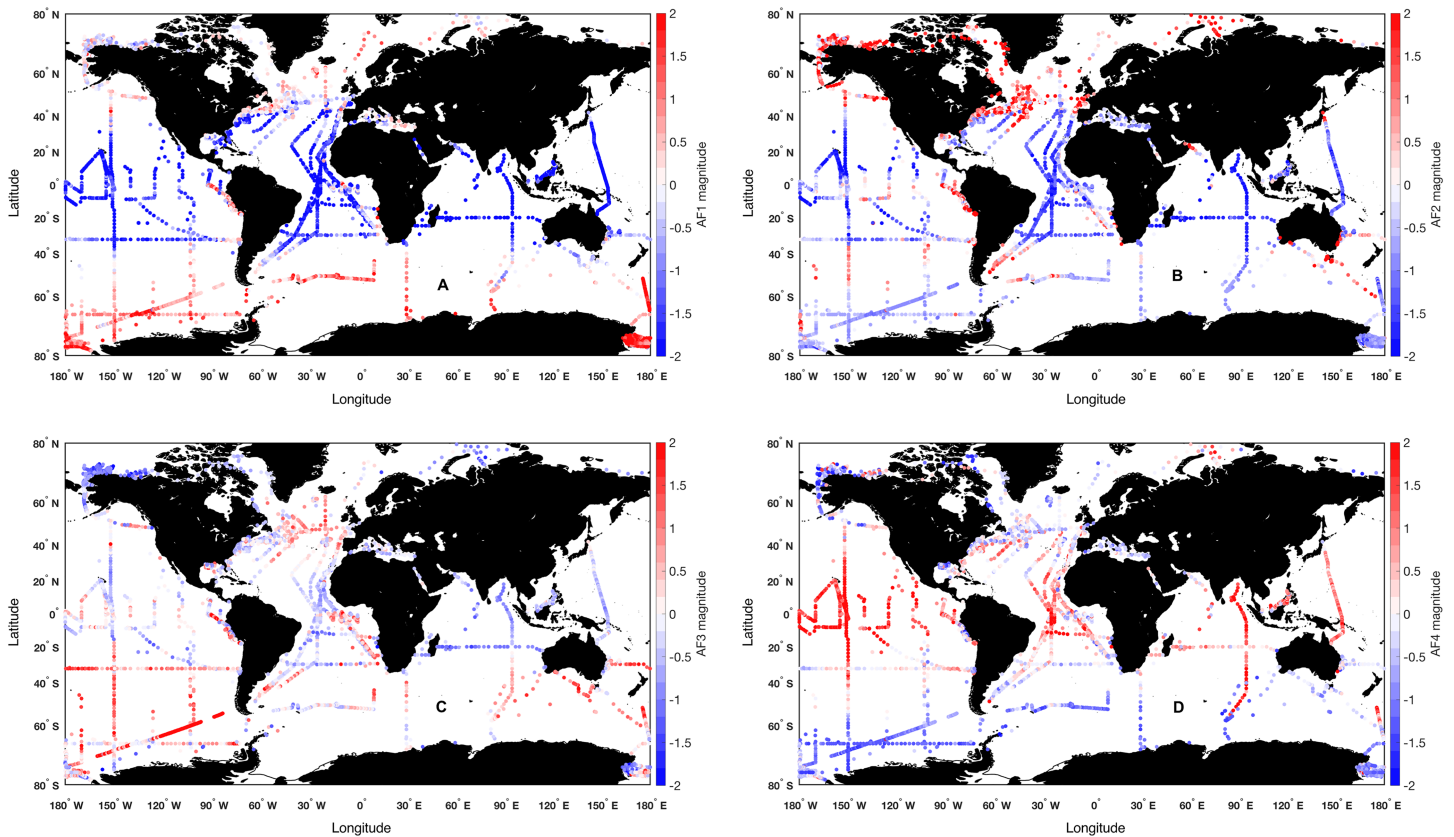 80° N
60° N
40° N
20° N
0°
20° S
40° S
60° S
80° S
Latitude
180° W 150° W 120° W 90° W 60° W 30° W 0° 30° E 60° E 90° E 120° E 150° E 180° E
Longitude
A
2
1.5
1
0.5
0
-0.5
-1
-1.5
-2
AF1 magnitude
80° N
60° N
40° N
20° N
0°
20° S
40° S
60° S
80° S
Latitude
180° W 150° W 120° W 90° W 60° W 30° W 0° 30° E 60° E 90° E 120° E 150° E 180° E
Longitude
B
2
1.5
1
0.5
0
-0.5
-1
-1.5
-2
AF2 magnitude
80° N
60° N
40° N
20° N
0°
20° S
40° S
60° S
80° S
Latitude
180° W 150° W 120° W 90° W 60° W 30° W 0° 30° E 60° E 90° E 120° E 150° E 180° E
Longitude
C
2
1.5
1
0.5
0
-0.5
-1
-1.5
-2
AF3 magnitude
80° N
60° N
40° N
20° N
0°
20° S
40° S
60° S
80° S
Latitude
180° W 150° W 120° W 90° W 60° W 30° W 0° 30° E 60° E 90° E 120° E 150° E 180° E
Longitude
D
2
1.5
1
0.5
0
-0.5
-1
-1.5
-2
AF4 magnitude